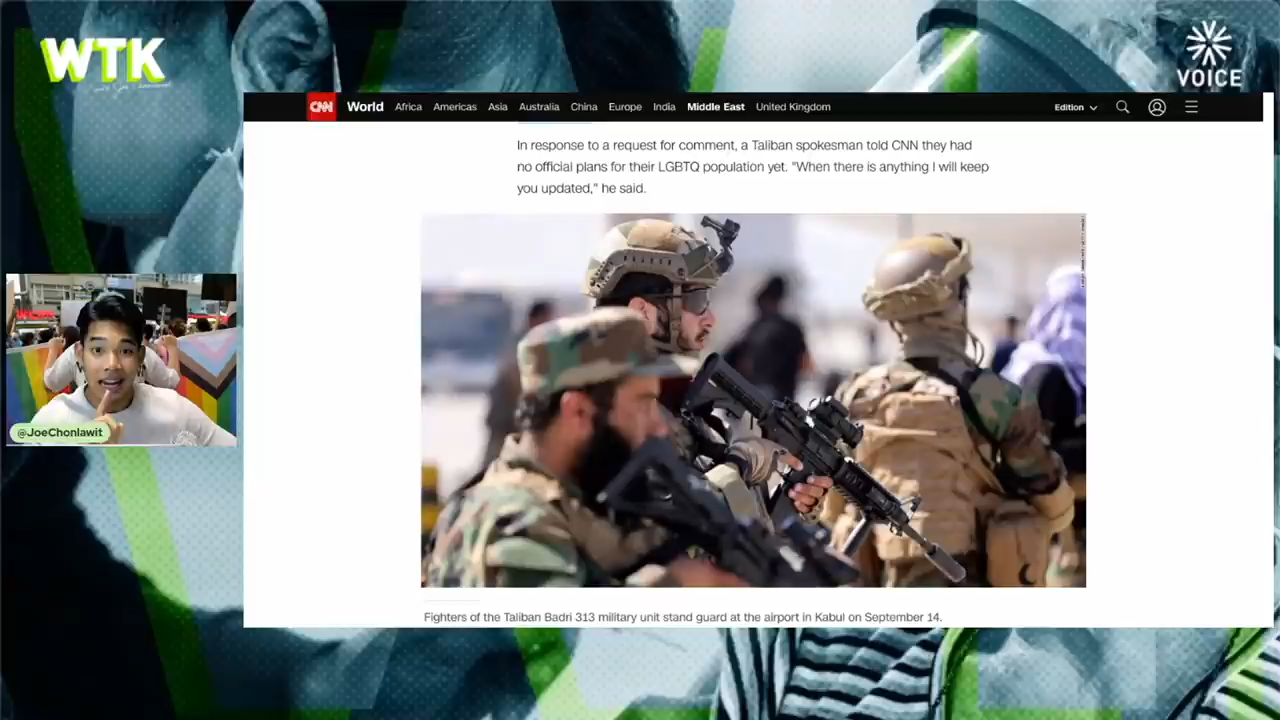 WTK
VOICE
CNN World Africa Americas Asia Australia China Europe India Middle East United Kingdom Edition
In response to a request for comment, a Taliban spokesman told CNN they had
no official plans for their LGBTQ population yet. "When there is anything I will keep
you updated," he said.
@JoeChonlawit
Fighters of the Taliban Badri 313 military unit stand guard at the airport in Kabul on September 14.